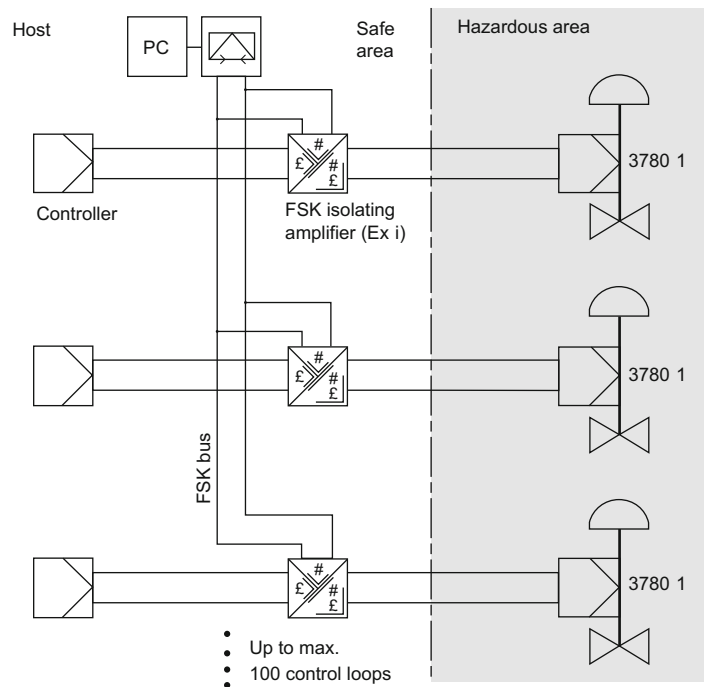 Host
PC
Safe
area
Hazardous area
#
£
#
£
3780 1
Controller
FSK isolating
amplifier (Ex i)
#
£
#
£
3780 1
FSK bus
#
£
#
£
3780 1
Up to max.
100 control loops